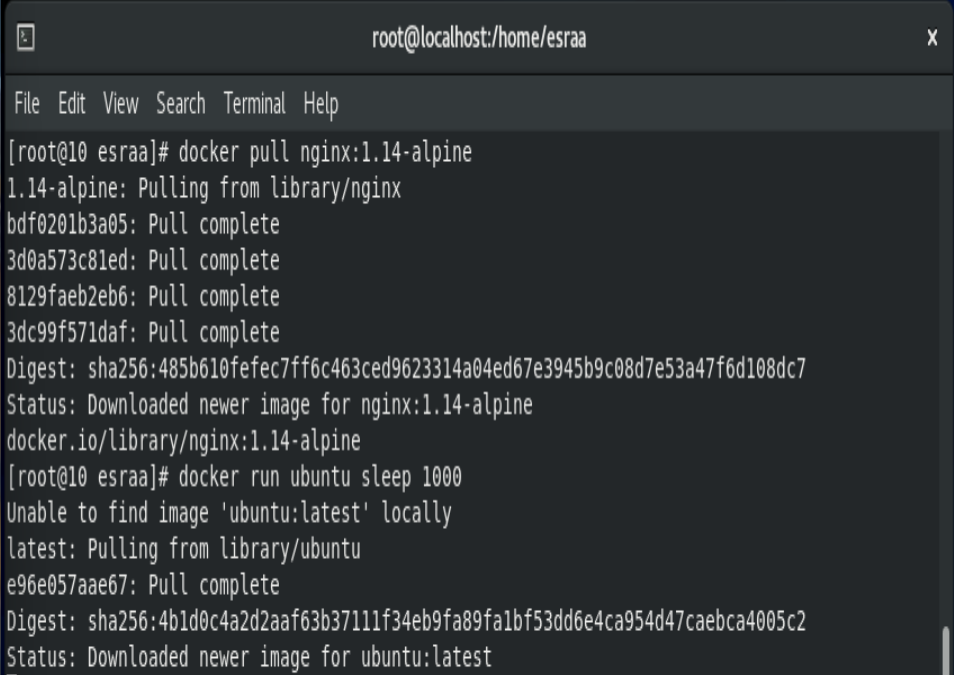 root@localhost:/home/esraa x
File Edit View Search Terminal Help
[root@10 esraa]# docker pull nginx:1.14-alpine
1.14-alpine: Pulling from library/nginx
bdf0201b3a05: Pull complete
3d0a573c81ed: Pull complete
8129faeb2eb6: Pull complete
3dc99f571daf: Pull complete
Digest: sha256:485b610fefec7ff6c463ced9623314a04ed67e3945b9c08d7e53a47f6d108dc7
Status: Downloaded newer image for nginx:1.14-alpine
docker.io/library/nginx:1.14-alpine
[root@10 esraa]# docker run ubuntu sleep 1000
Unable to find image 'ubuntu:latest' locally
latest: Pulling from library/ubuntu
e96e057aae67: Pull complete
Digest: sha256:4b1d0c4a2d2aaf63b37111f34eb9fa89fa1bf53dd6e4ca954d47caebca4005c2
Status: Downloaded newer image for ubuntu:latest